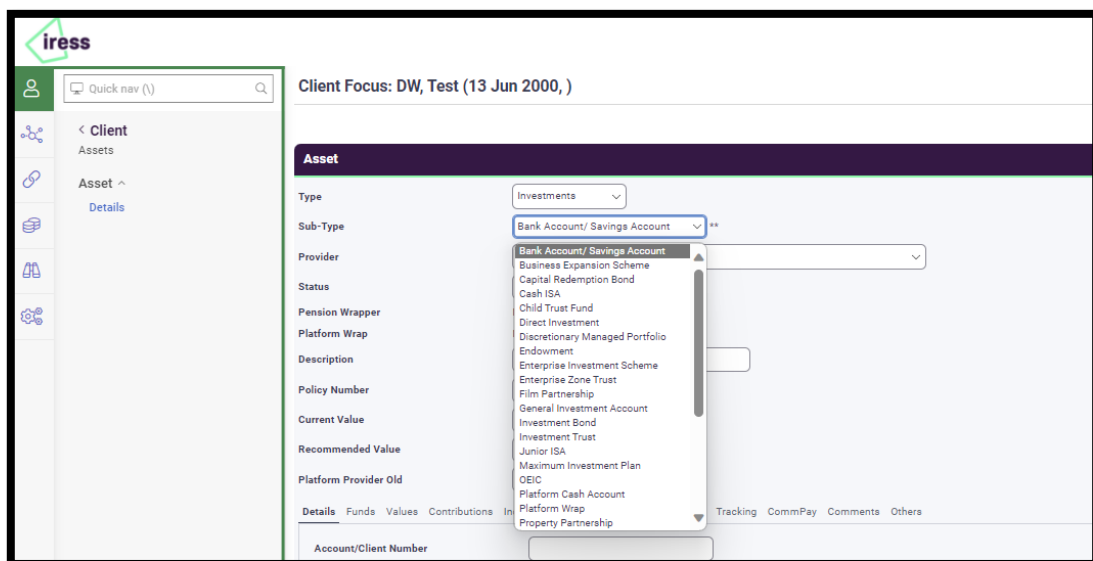 iress
Quick nav (\)
Client Focus: DW, Test (13 Jun 2000, )
< Client
Assets
Asset
Details
Asset
Type
Investments
Sub-Type
Bank Account/ Savings Account
**
Provider
Status
Pension Wrapper
Platform Wrap
Description
Policy Number
Current Value
Recommended Value
Platform Provider Old
Bank Account/ Savings Account
Business Expansion Scheme
Capital Redemption Bond
Cash ISA
Child Trust Fund
Direct Investment
Discretionary Managed Portfolio
Endowment
Enterprise Investment Scheme
Enterprise Zone Trust
Film Partnership
General Investment Account
Investment Bond
Investment Trust
Junior ISA
Maximum Investment Plan
OEIC
Platform Cash Account
Platform Wrap
Property Partnership
Details Funds Values Contributions Tracking CommPay Comments Others
Account/Client Number